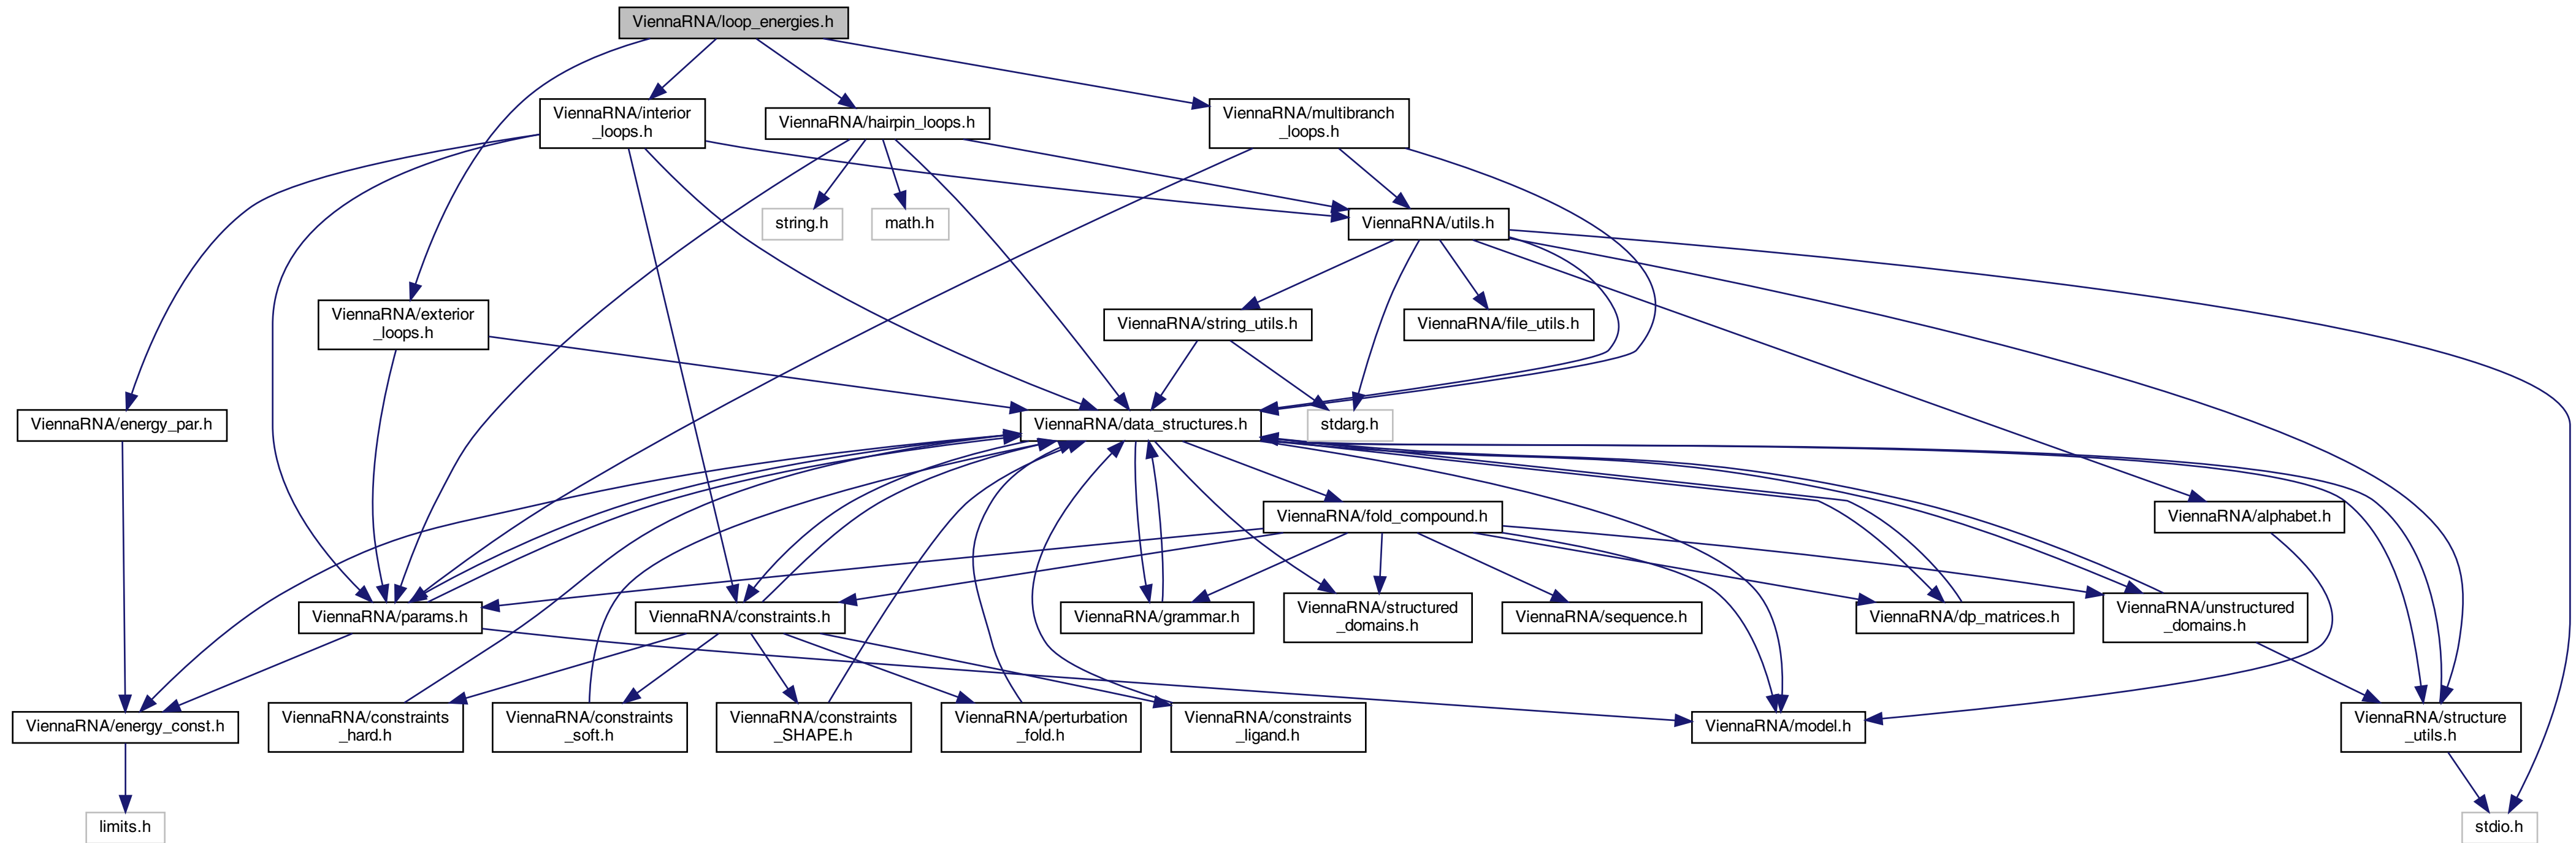 ViennaRNA/loop_energies.h
ViennaRNA/interior
_loops.h
ViennaRNA/hairpin_loops.h
ViennaRNA/multibranch
_loops.h
string.h
math.h
ViennaRNA/utils.h
ViennaRNA/exterior
_loops.h
ViennaRNA/string_utils.h
ViennaRNA/file_utils.h
ViennaRNA/energy_par.h
ViennaRNA/data_structures.h
stdarg.h
ViennaRNA/fold_compound.h
ViennaRNA/alphabet.h
ViennaRNA/params.h
ViennaRNA/constraints.h
ViennaRNA/grammar.h
ViennaRNA/structured
_domains.h
ViennaRNA/sequence.h
ViennaRNA/dp_matrices.h
ViennaRNA/unstructured
_domains.h
ViennaRNA/energy_const.h
ViennaRNA/constraints
_hard.h
ViennaRNA/constraints
_soft.h
ViennaRNA/constraints
_SHAPE.h
ViennaRNA/perturbation
_fold.h
ViennaRNA/constraints
_ligand.h
ViennaRNA/model.h
ViennaRNA/structure
_utils.h
limits.h
stdio.h